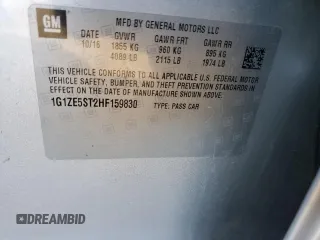 GM
MFD BY GENERAL MOTORS LLC
10/16 GVWR GAWR FRT GAWR RR
1855 KG 960 KG 895 KG
4089 LB 2115 LB 1974 LB
THIS VEHICLE CONFORMS TO ALL APPLICABLE U.S. FEDERAL MOTOR
VEHICLE SAFETY, BUMPER, AND THEFT PREVENTION STANDARDS IN
EFFECT ON THE DATE OF MANUFACTURE SHOWN ABOVE.
1G1ZE5ST2HF159830 TYPE: PASS CAR
DREAMBID